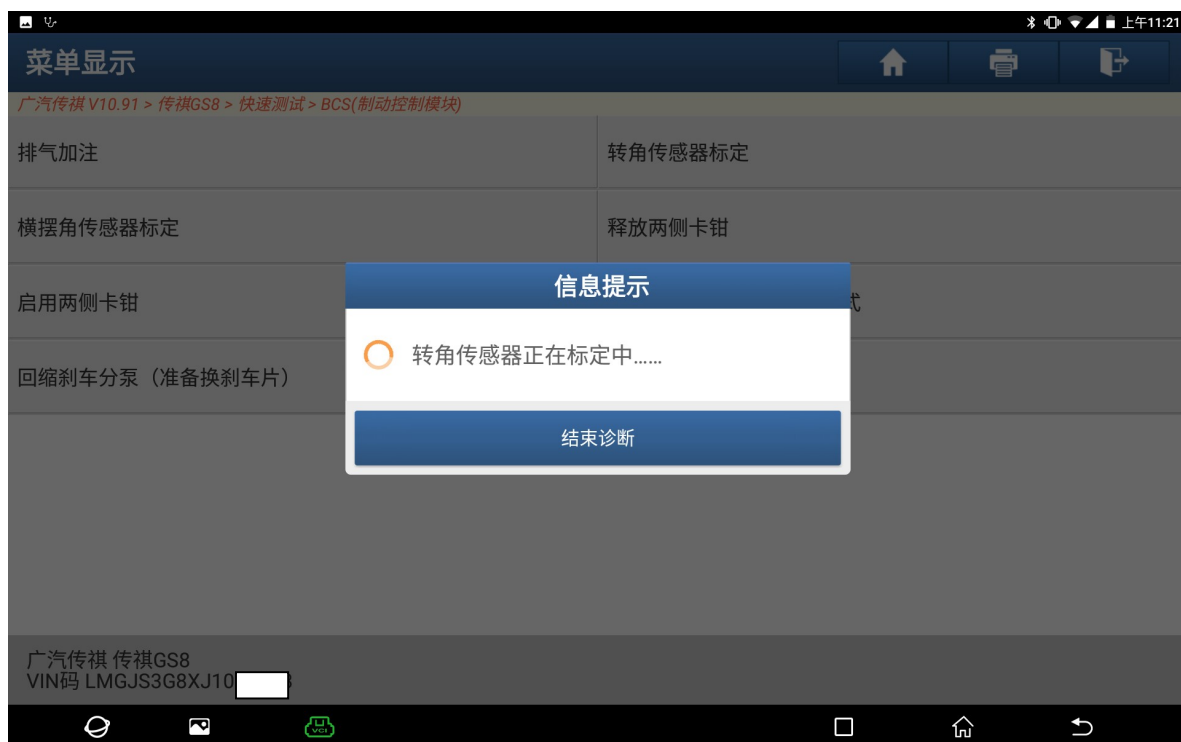 上午11:21
菜单显示
广汽传祺 V10.91 > 传祺GS8 > 快速测试 > BCS(制动控制模块)
排气加注
转角传感器标定
横摆角传感器标定
释放两侧卡钳
启用两侧卡钳
式
信息提示
转角传感器正在标定中......
回缩刹车分泵（准备换刹车片）
结束诊断
广汽传祺 传祺GS8
VIN码 LMGJS3G8XJ10
VCI